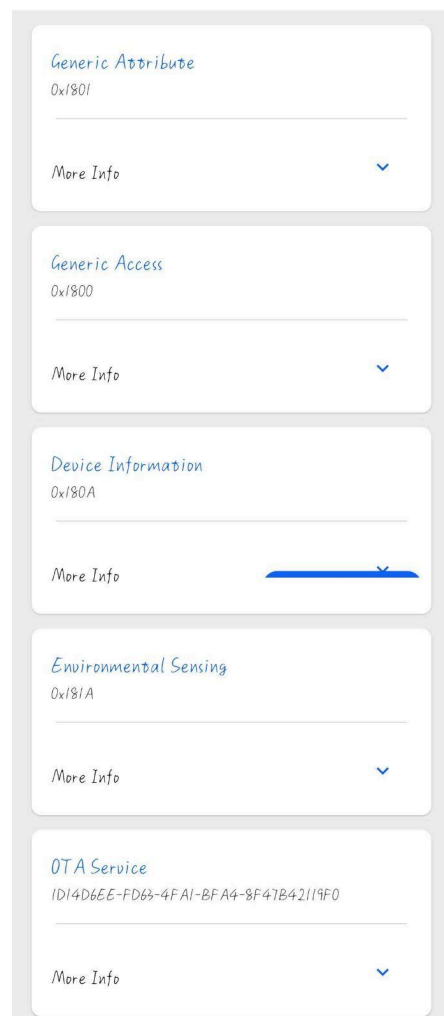 Generic Attribute
0x1801
More Info
Generic Access
0x1800
More Info
Device Information
0x180A
More Info
Environmental Sensing
0x181A
More Info
OTA Service
1D14D6EE-FD63-4FA1-BFA4-8F47B42119F0
More Info